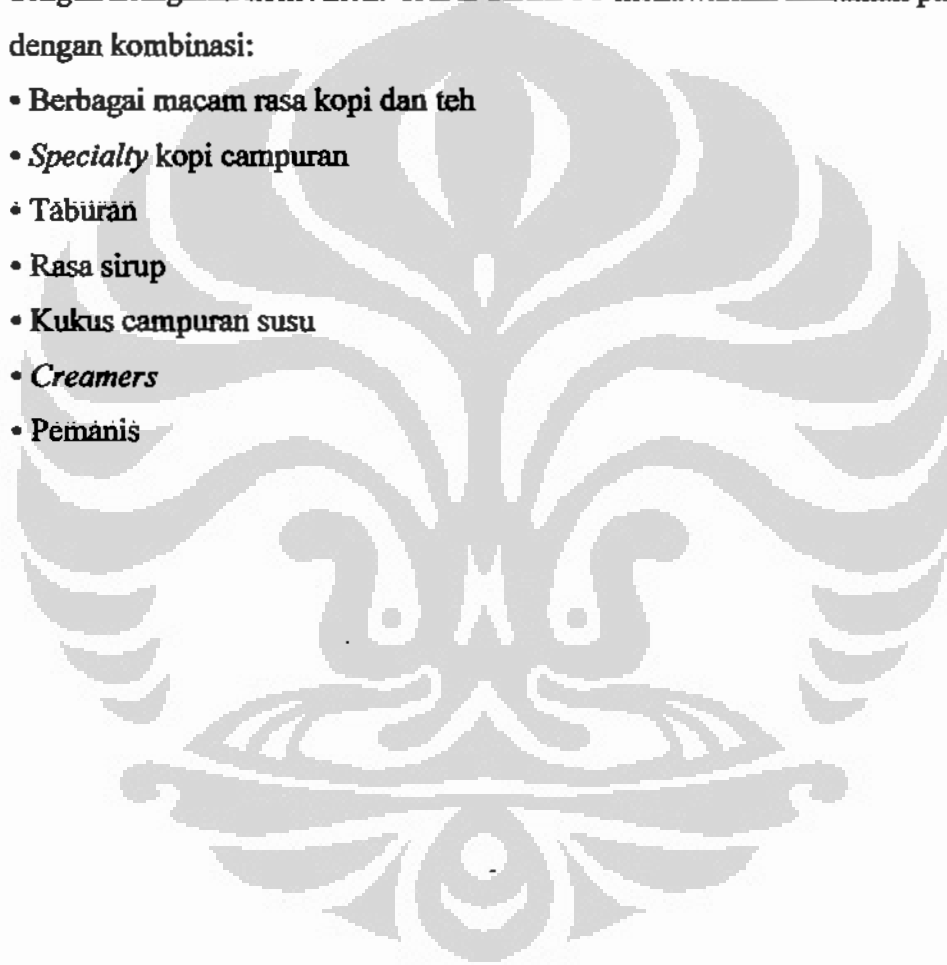 dengan kombinasi:
• Berbagai macam rasa kopi dan teh
• Specialty kopi campuran
• Taburan
• Rasa sirup
• Kukus campuran susu
• Creamers
• Pemanis